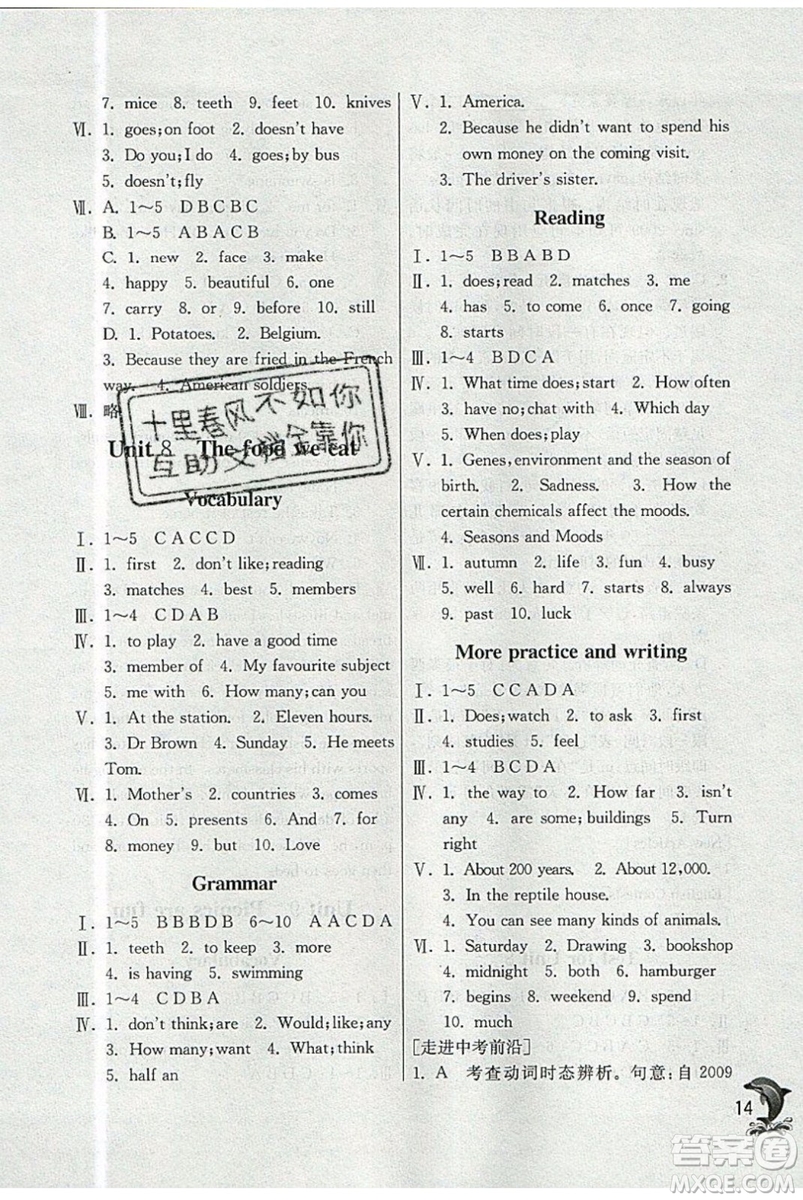 7. mice 8. teeth 9. feet 10. knives
Ⅵ. 1. goes;on foot 2. doesn't have
3. Do you;I do 4. goes;by bus
5. doesn't;fly
Ⅶ. A. 1～5 D B C B C
B. 1～5 A B A C B
C. 1. new 2. face 3. make
4. happy 5. beautiful 6. one
7. carry 8. or 9. before 10. still
D. 1. Potatoes. 2. Belgium.
3. Because they are fried in the French
way. 4. American soldiers.
Ⅷ. 略
十里春风不如你
互助文档全靠你
Unit 8 The food we eat
Vocabulary
Ⅰ. 1～5 C A C C D
Ⅱ. 1. first 2. don't like;reading
3. matches 4. best 5. members
Ⅲ. 1～4 C D A B
Ⅳ. 1. to play 2. have a good time
3. member of 4. My favourite subject
5. me with 6. How many;can you
Ⅴ. 1. At the station. 2. Eleven hours.
3. Dr Brown 4. Sunday 5. He meets
Tom.
Ⅵ. 1. Mother's 2. countries 3. comes
4. On 5. presents 6. And 7. for
8. money 9. but 10. Love
Grammar
Ⅰ. 1～5 B B B D B 6～10 A A C D A
Ⅱ. 1. teeth 2. to keep 3. more
4. is having 5. swimming
Ⅲ. 1～4 C D B A
Ⅳ. 1. don't think;are 2. Would;like;any
3. How many;want 4. What;think
5. half an
Ⅴ. 1. America.
2. Because he didn't want to spend his
own money on the coming visit.
3. The driver's sister.
Reading
Ⅰ. 1～5 B B A B D
Ⅱ. 1. does;read 2. matches 3. me
4. has 5. to come 6. once 7. going
8. starts
Ⅲ. 1～4 B D C A
Ⅳ. 1. What time does;start 2. How often
3. have no;chat with 4. Which day
5. When does;play
Ⅴ. 1. Genes, environment and the season of
birth. 2. Sadness. 3. How the
certain chemicals affect the moods.
4. Seasons and Moods
Ⅶ. 1. autumn 2. life 3. fun 4. busy
5. well 6. hard 7. starts 8. always
9. past 10. luck
More practice and writing
Ⅰ. 1～5 C C A D A
Ⅱ. 1. Does;watch 2. to ask 3. first
4. studies 5. feel
Ⅲ. 1～4 B C D A
Ⅳ. 1. the way to 2. How far 3. isn't
any 4. are some;buildings 5. Turn
right
Ⅴ. 1. About 200 years. 2. About 12,000.
3. In the reptile house.
4. You can see many kinds of animals.
Ⅵ. 1. Saturday 2. Drawing 3. bookshop
4. midnight 5. both 6. hamburger
7. begins 8. weekend 9. spend
10. much
[走进中考前沿]
1. A 考查动词时态辨析。句意:自 2009
14
答案圈
MXQE.COM